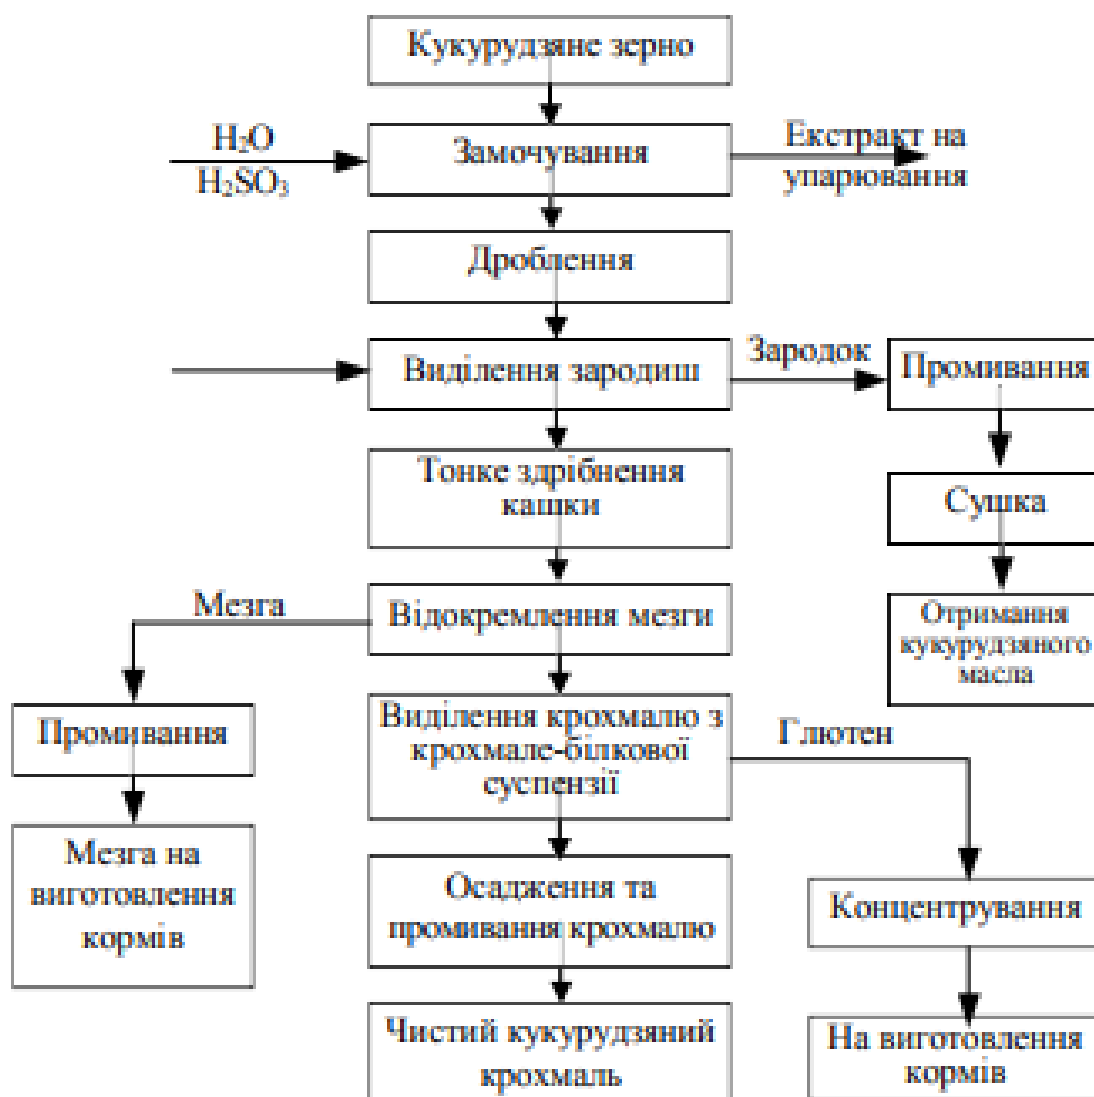 Кукурудзяне зерно
H₂O
H₂SO₃
Замочування
Екстракт на
упарювання
Дроблення
Виділення зародиш
Зародок
Промивання
Тонке здрібнення
кашки
Сушка
Мезга
Відокремлення мезги
Отримання
кукурудзяного
масла
Промивання
Виділення крохмалю з
крохмале-білкової
суспензії
Глютен
Мезга на
виготовлення
кормів
Осадження та
промивання крохмалю
Концентрування
Чистий кукурудзяний
крохмаль
На виготовлення
кормів